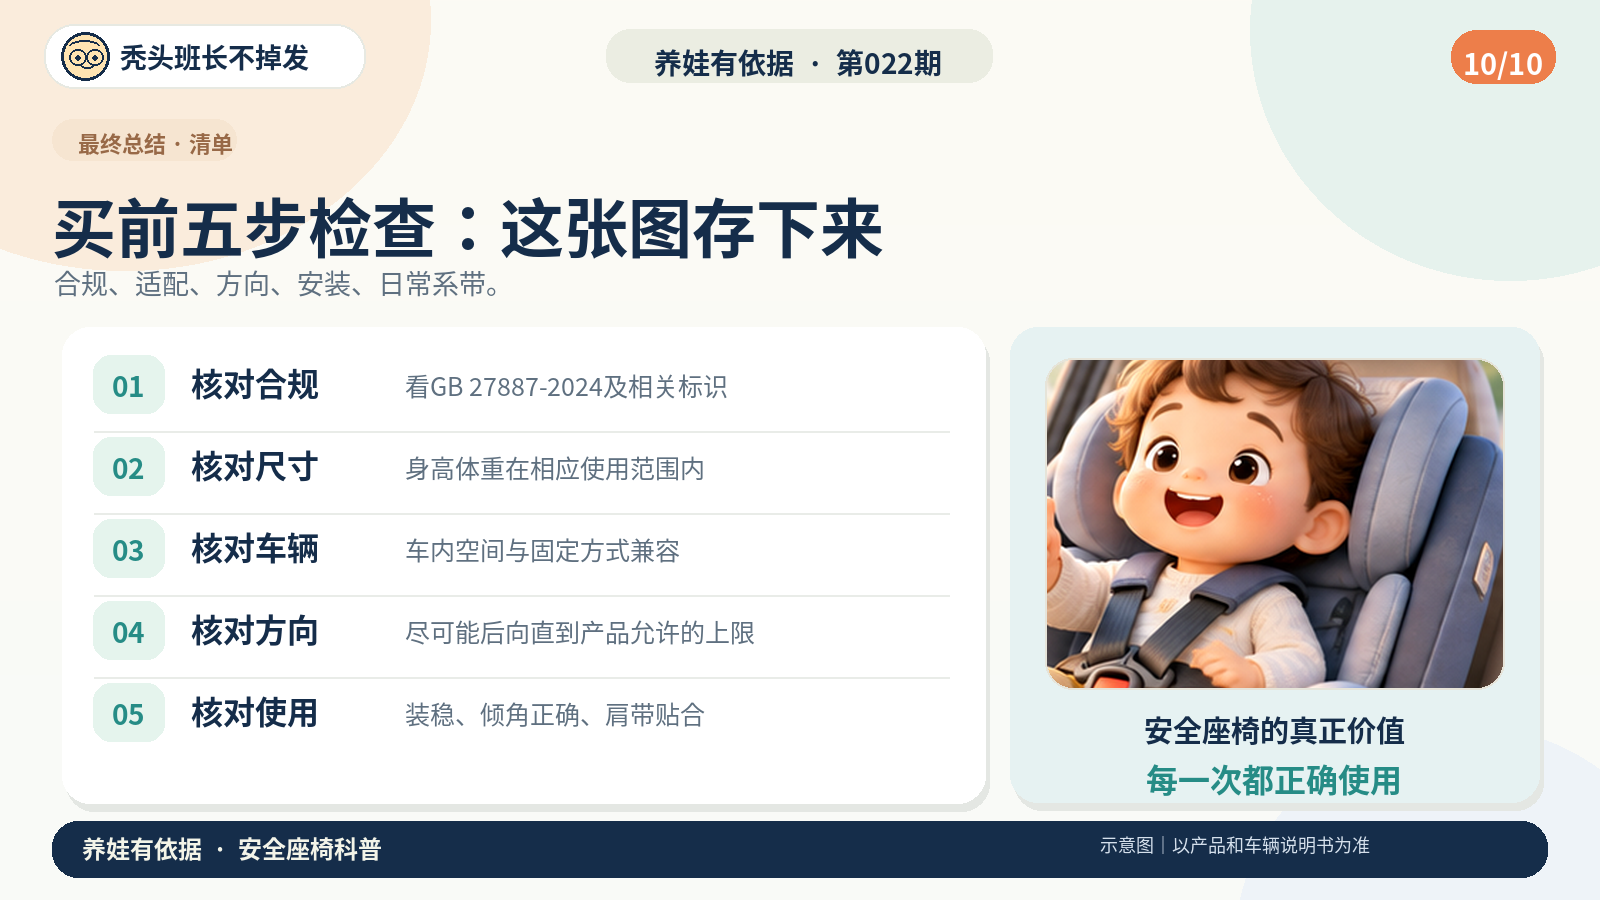 秃头班长不掉发
养娃有依据 · 第022期
10/10
最终总结 · 清单
买前五步检查：这张图存下来
合规、适配、方向、安装、日常系带。
01 核对合规 看GB 27887-2024及相关标识
02 核对尺寸 身高体重在相应使用范围内
03 核对车辆 车内空间与固定方式兼容
04 核对方向 尽可能后向直到产品允许的上限
05 核对使用 装稳、倾角正确、肩带贴合
安全座椅的真正价值
每一次都正确使用
养娃有依据 · 安全座椅科普
示意图｜以产品和车辆说明书为准